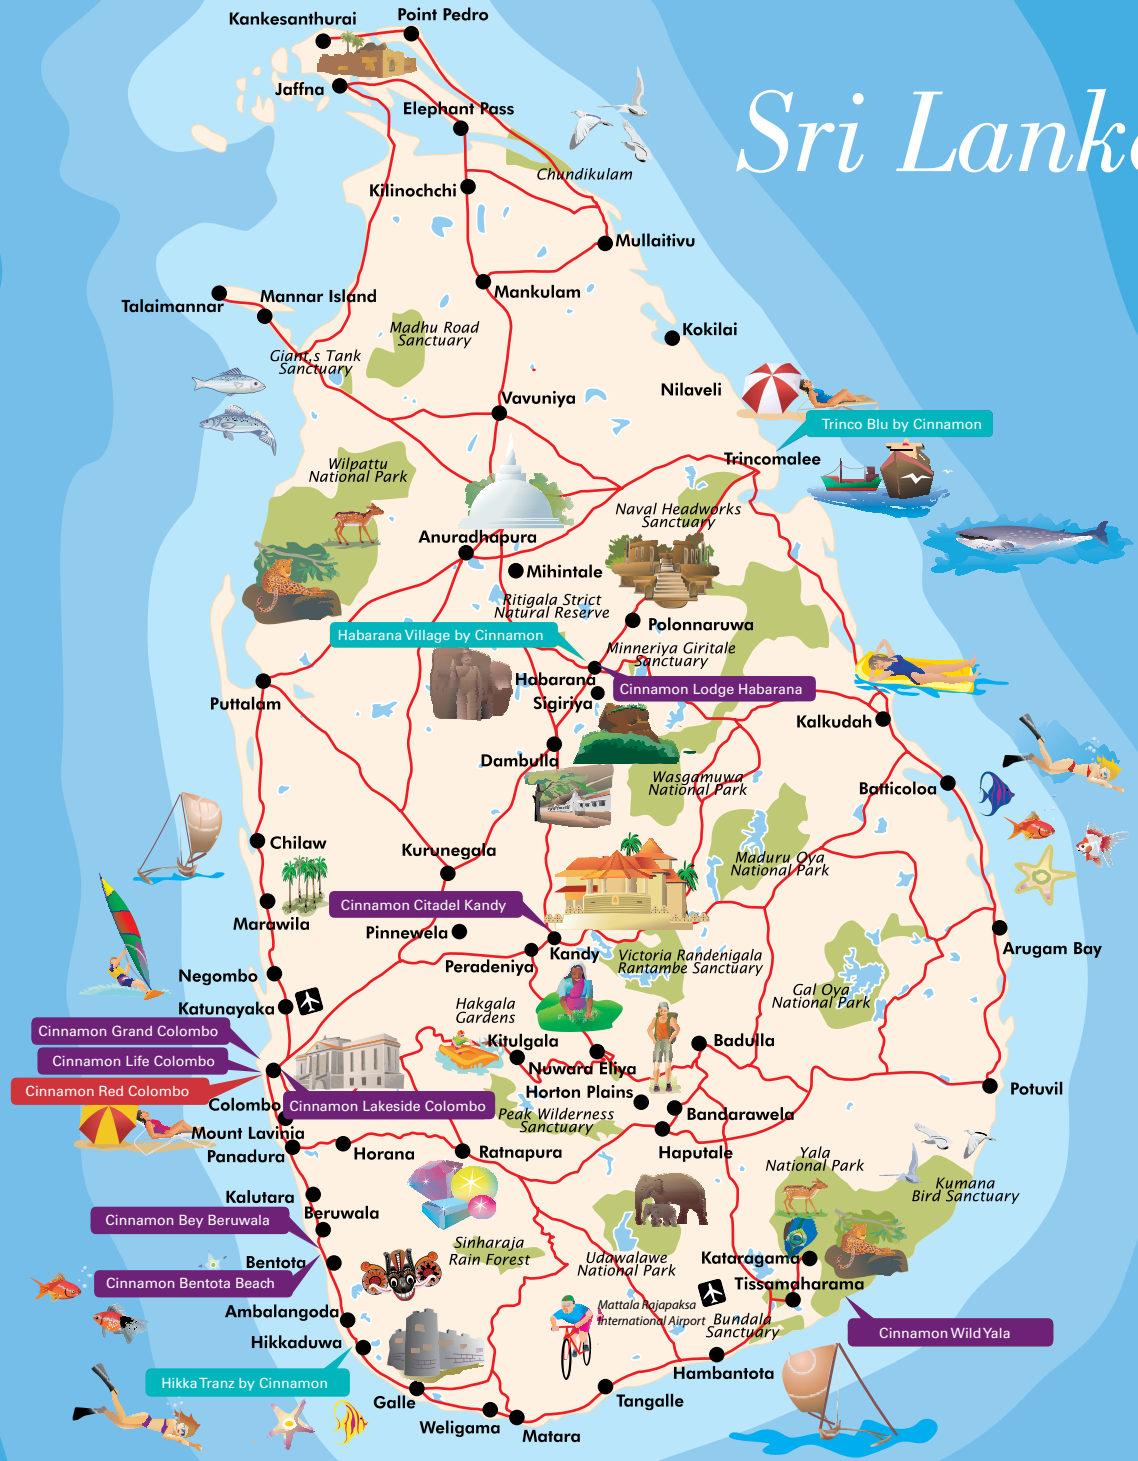 Kankesanthurai
Point Pedro
Jaffna
Elephant Pass
Sri Lank
Chundikulam
Kilinochchi
Mullaitivu
Mankulam
Talaimannar
Mannar Island
Madhu Road
Sanctuary
Kokilai
Giant,s Tank
Sanctuary
Nilaveli
Vavuniya
Trinco Blu by Cinnamon
Trincomalee
Wilpattu
National Park
Naval Headworks
Sanctuary
Anuradhapura
Mihintale
Ritigala Strict
Natural Reserve
Polonnaruwa
Habarana Village by Cinnamon
Minneriya Giritale
Sanctuary
Habarana
Cinnamon Lodge Habarana
Sigiriya
Puttalam
Kalkudah
Dambulla
Wasgamuwa
National Park
Batticoloa
Chilaw
Kurunegala
Maduru Oya
National Park
Cinnamon Citadel Kandy
Marawila
Pinnewela
Kandy
Arugam Bay
Peradeniya
Victoria Randenigala
Rantambe Sanctuary
Negombo
Katunayaka
Gal Oya
National Park
Hakgala
Gardens
Cinnamon Grand Colombo
Kitulgala
Badulla
Cinnamon Life Colombo
Nuwara Eliya
Cinnamon Red Colombo
Horton Plains
Potuvil
Colombo
Cinnamon Lakeside Colombo
Peak Wilderness
Sanctuary
Bandarawela
Mount Lavinia
Panadura
Horana
Ratnapura
Haputale
Yala
National Park
Kumana
Bird Sanctuary
Kalutara
Beruwala
Cinnamon Bey Beruwala
Sinharaja
Rain Forest
Bentota
Udawalawe
National Park
Kataragama
Cinnamon Bentota Beach
Tissamaharama
Ambalangoda
Mattala Rajapaksa
International Airport
Bundala
Sanctuary
Cinnamon Wild Yala
Hikkaduwa
Hikka Tranz by Cinnamon
Hambantota
Galle
Tangalle
Weligama
Matara